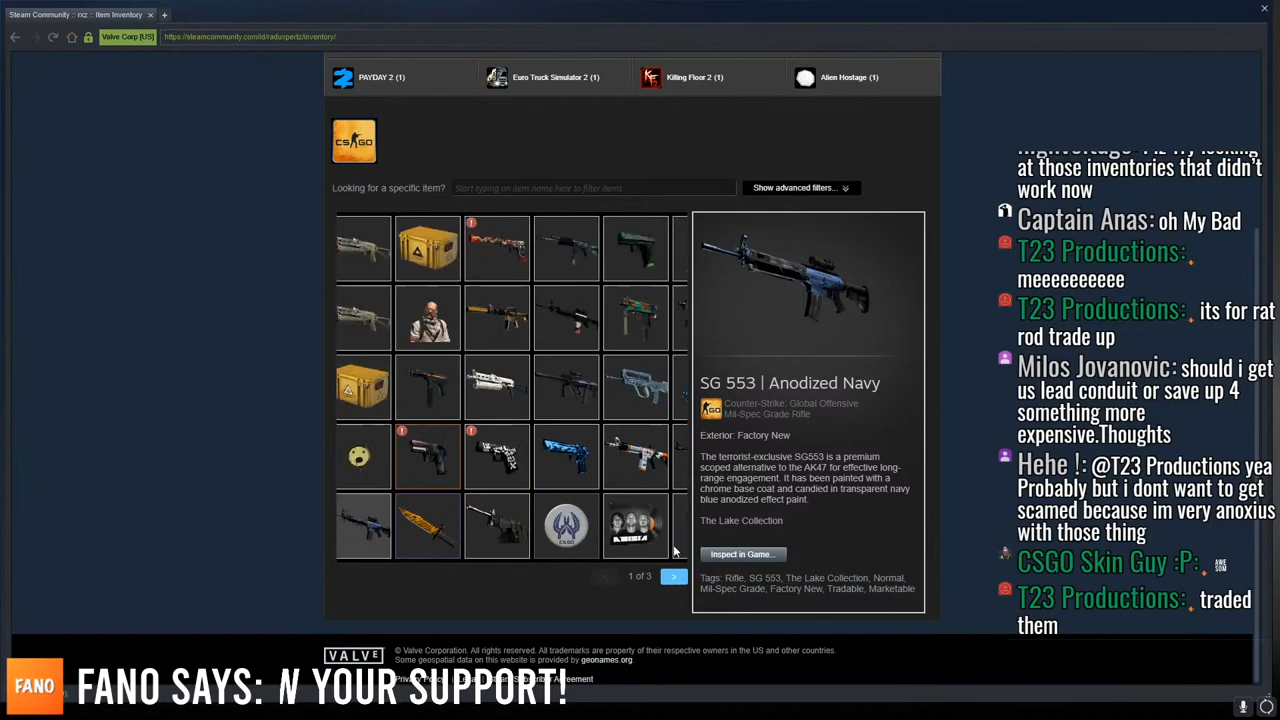 Steam Community :: rxz :: Item Inventory
Valve Corp [US]
https://steamcommunity.com/id/raduxpertz/inventory/
PAYDAY 2 (1)
Euro Truck Simulator 2 (1)
Killing Floor 2 (1)
Alien Hostage (1)
CS GO
Looking for a specific item?
Start typing an item name here to filter items
Show advanced filters...
SG 553 | Anodized Navy
Counter-Strike: Global Offensive
Mil-Spec Grade Rifle
Exterior: Factory New
The terrorist-exclusive SG553 is a premium
scoped alternative to the AK47 for effective long-
range engagement. It has been painted with a
chrome base coat and candied in transparent navy
blue anodized effect paint.
The Lake Collection
Inspect in Game...
Tags: Rifle, SG 553, The Lake Collection, Normal,
Mil-Spec Grade, Factory New, Tradable, Marketable
1 of 3 >
VALVE
© Valve Corporation. All rights reserved. All trademarks are property of their respective owners in the US and other countries.
Some geospatial data on this website is provided by geonames.org.
Agreement
FANO
FANO SAYS: YOUR SUPPORT!
at those inventories that didn't
work now
Captain Anas: oh My Bad
T23 Productions:
meeeeeeeeee
T23 Productions: its for rat
rod trade up
Milos Jovanovic: should i get
us lead conduit or save up 4
something more
expensive.Thoughts
Hehe !: @T23 Productions yea
Probably but i dont want to get
scamed because im very anoxius
with those thing
CSGO Skin Guy :P:
T23 Productions: traded
them